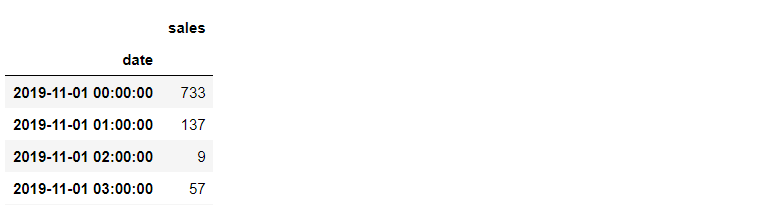 sales
date
2019-11-01 00:00:00 733
2019-11-01 01:00:00 137
2019-11-01 02:00:00 9
2019-11-01 03:00:00 57